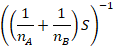 ((1/n_A + 1/n_B) S)^{-1}